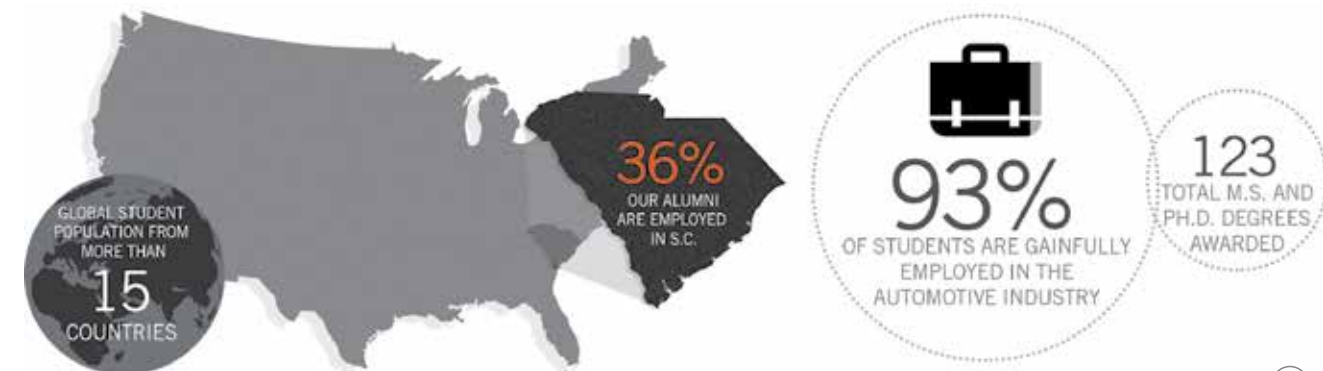 GLOBAL STUDENT
POPULATION FROM
MORE THAN
15
COUNTRIES
36%
OUR ALUMNI
ARE EMPLOYED
IN S.C.
93%
OF STUDENTS ARE GAINFULLY
EMPLOYED IN THE
AUTOMOTIVE INDUSTRY
123
TOTAL M.S. AND
PH.D. DEGREES
AWARDED